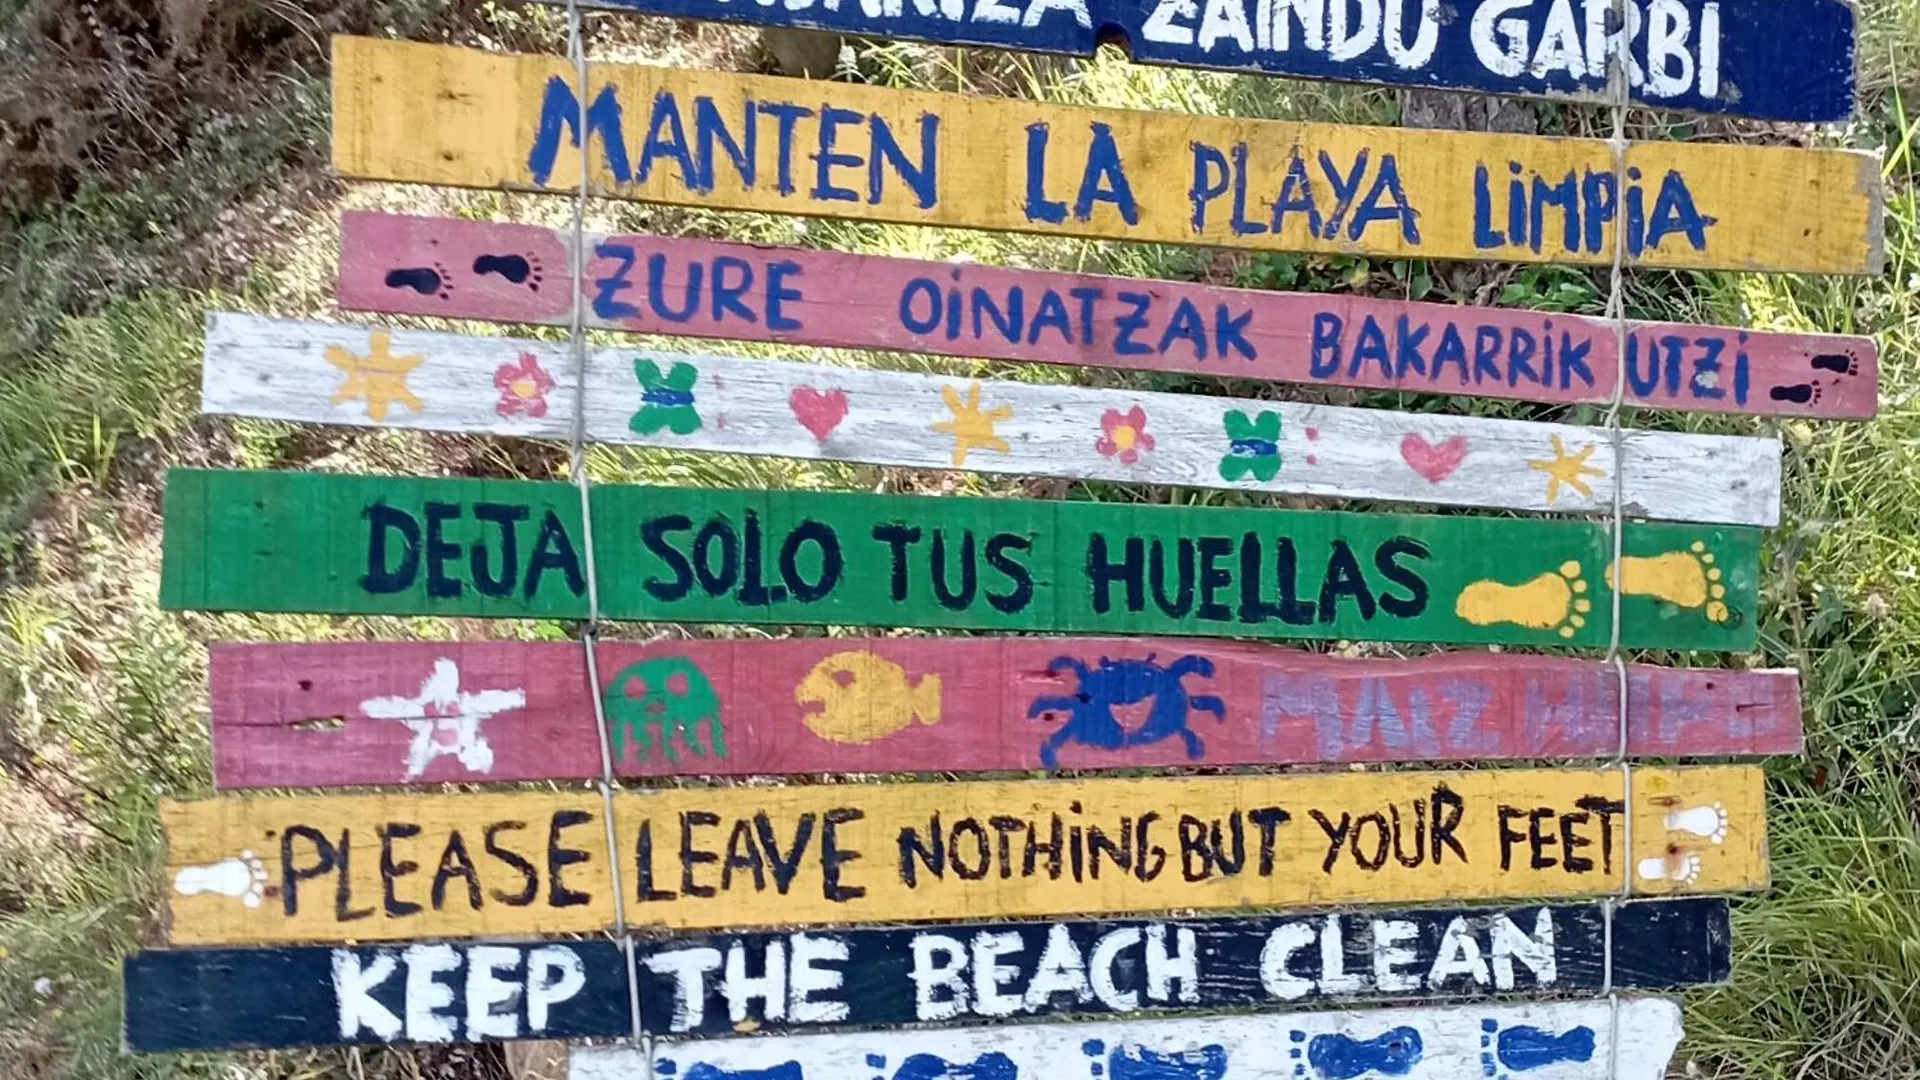 ZAINDU GARBI
MANTEN LA PLAYA LIMPIA
ZURE OINATZAK BAKARRIK UTZI
DEJA SOLO TUS HUELLAS
PLEASE LEAVE NOTHING BUT YOUR FEET
KEEP THE BEACH CLEAN